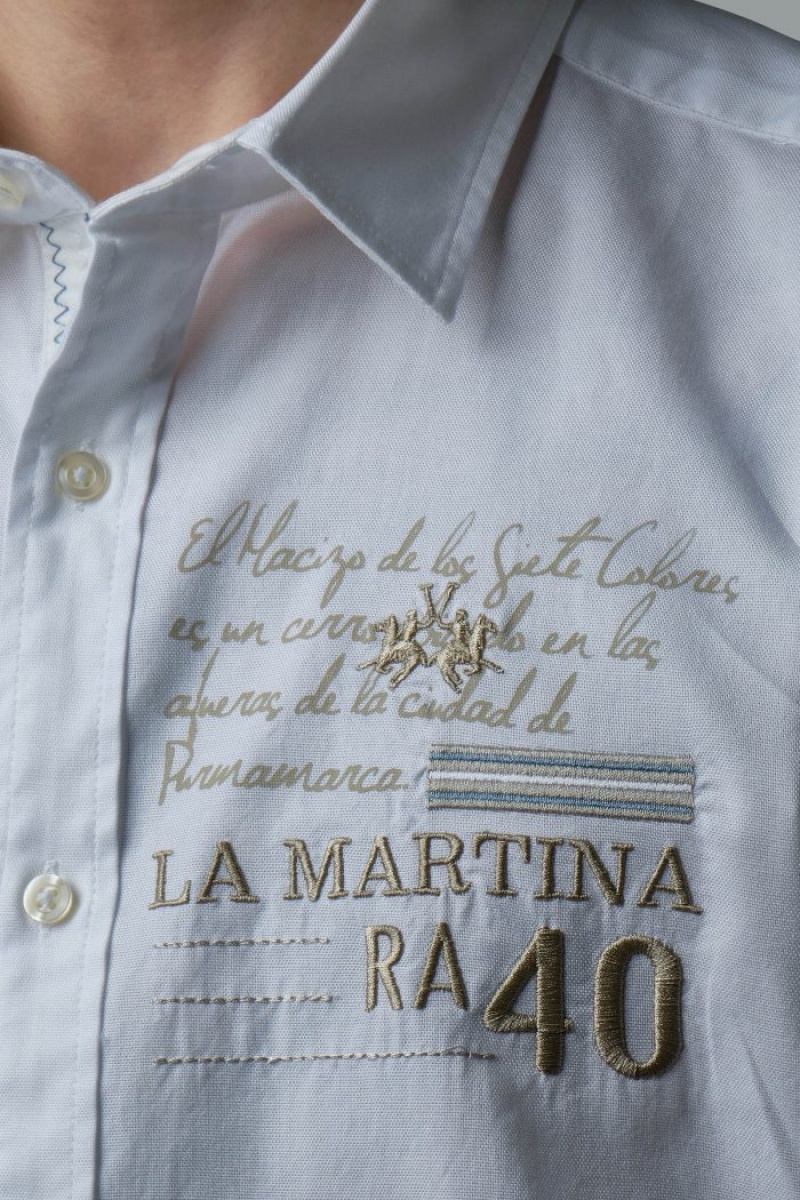 El Macizo de los Siete Colores
es un cerro en las
afueras de la ciudad de
Purmamarca.
LA MARTINA
RA 40